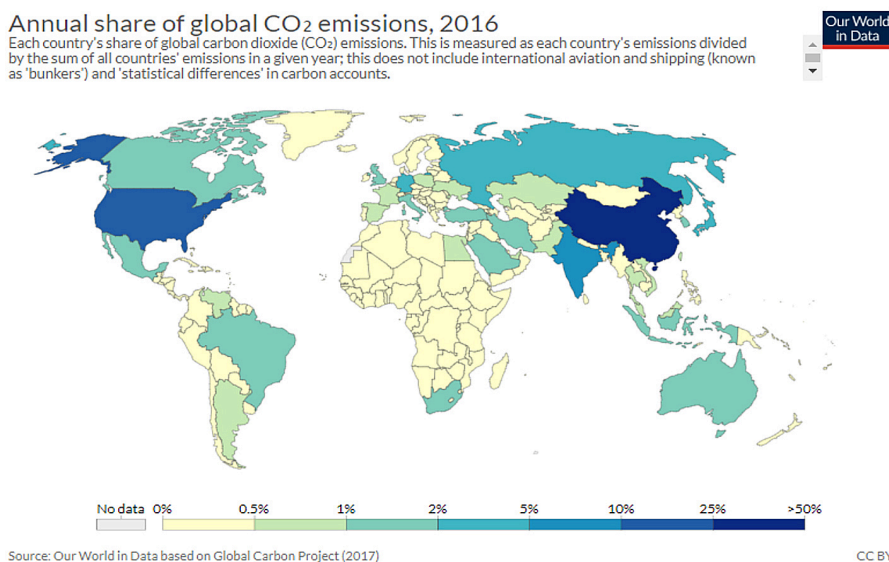 Annual share of global CO₂ emissions, 2016
Each country's share of global carbon dioxide (CO₂) emissions. This is measured as each country's emissions divided
by the sum of all countries' emissions in a given year; this does not include international aviation and shipping (known
as 'bunkers') and 'statistical differences' in carbon accounts.
Our World
in Data
No data 0% 0.5% 1% 2% 5% 10% 25% >50%
Source: Our World in Data based on Global Carbon Project (2017)
CC BY